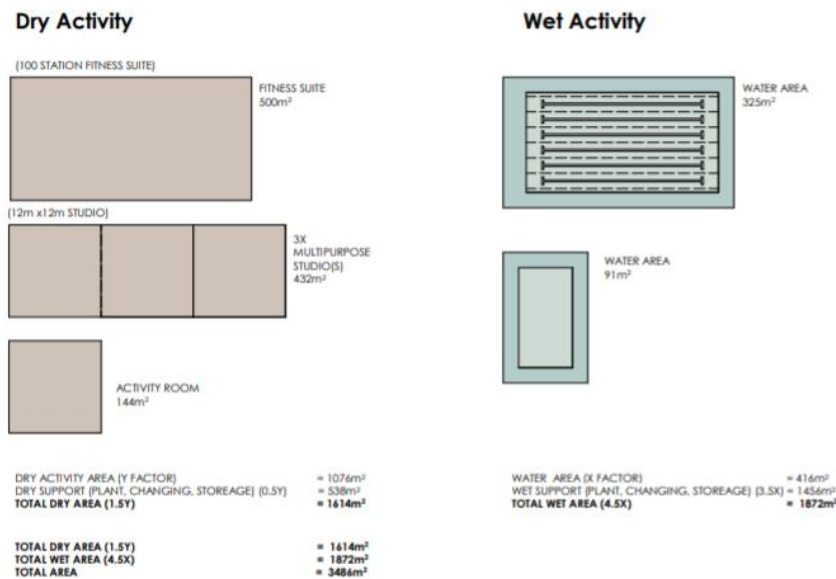 Dry Activity
(100 STATION FITNESS SUITE)
FITNESS SUITE
500m²
(12m x12m STUDIO)
3X
MULTIPURPOSE
STUDIO(S)
432m²
ACTIVITY ROOM
144m²
DRY ACTIVITY AREA (Y FACTOR) = 1076m²
DRY SUPPORT (PLANT, CHANGING, STOREAGE) (0.5Y) = 538m²
TOTAL DRY AREA (1.5Y) = 1614m²
TOTAL DRY AREA (1.5Y) = 1614m²
TOTAL WET AREA (4.5X) = 1872m²
TOTAL AREA = 3486m²
Wet Activity
WATER AREA
325m²
WATER AREA
91m²
WATER AREA (X FACTOR) = 416m²
WET SUPPORT (PLANT, CHANGING, STOREAGE) (3.5X) = 1456m²
TOTAL WET AREA (4.5X) = 1872m²